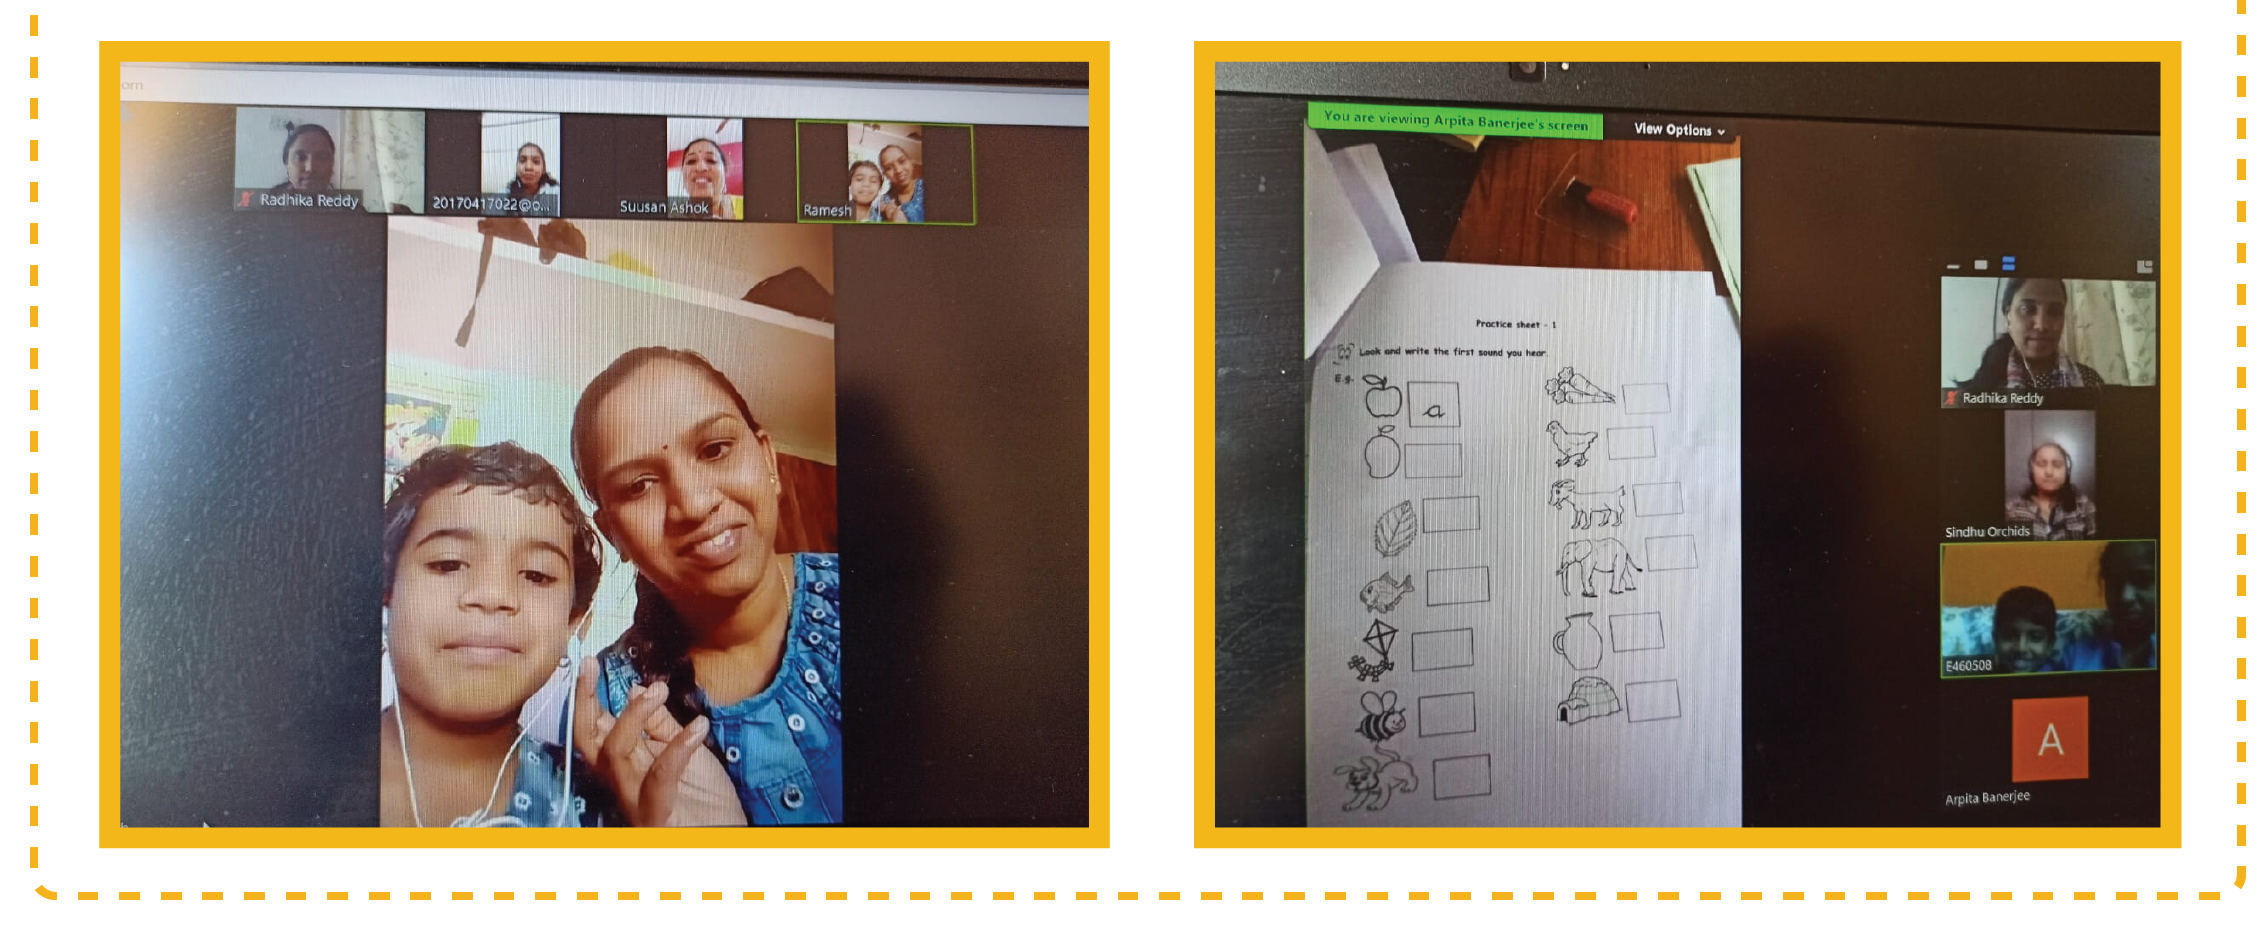 om
Radhika Reddy
20170417022@o...
Suusan Ashok
Ramesh
You are viewing Arpita Banerjee's screen
View Options
Practice sheet - 1
Look and write the first sound you hear.
E.g.
a
Radhika Reddy
Sindhu Orchids
E460508
A
Arpita Banerjee